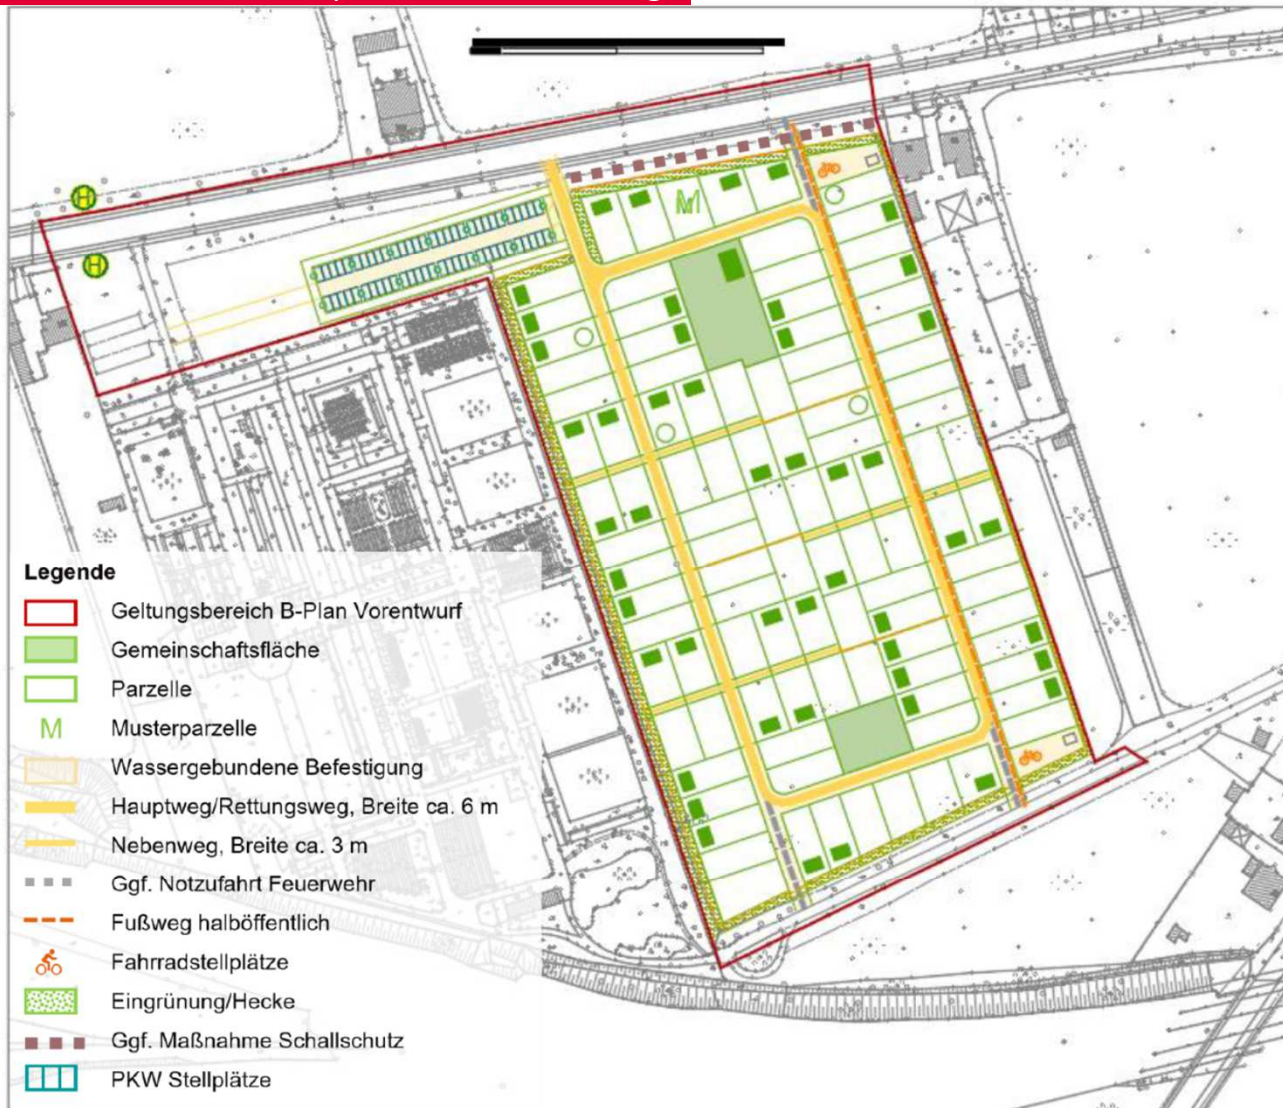 H
H
M
Legende
Geltungsbereich B-Plan Vorentwurf
Gemeinschaftsfläche
Parzelle
M Musterparzelle
Wassergebundene Befestigung
Hauptweg/Rettungsweg, Breite ca. 6 m
Nebenweg, Breite ca. 3 m
Ggf. Notzufahrt Feuerwehr
Fußweg halböffentlich
Fahrradstellplätze
Eingrünung/Hecke
Ggf. Maßnahme Schallschutz
PKW Stellplätze